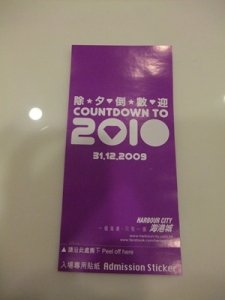 除★夕♥倒★數♥迎
COUNTDOWN TO
2010
31.12.2009
HARBOUR CITY
海港城
▲請沿此處撕下 Peel off here
入場專用貼紙 Admission Sticker